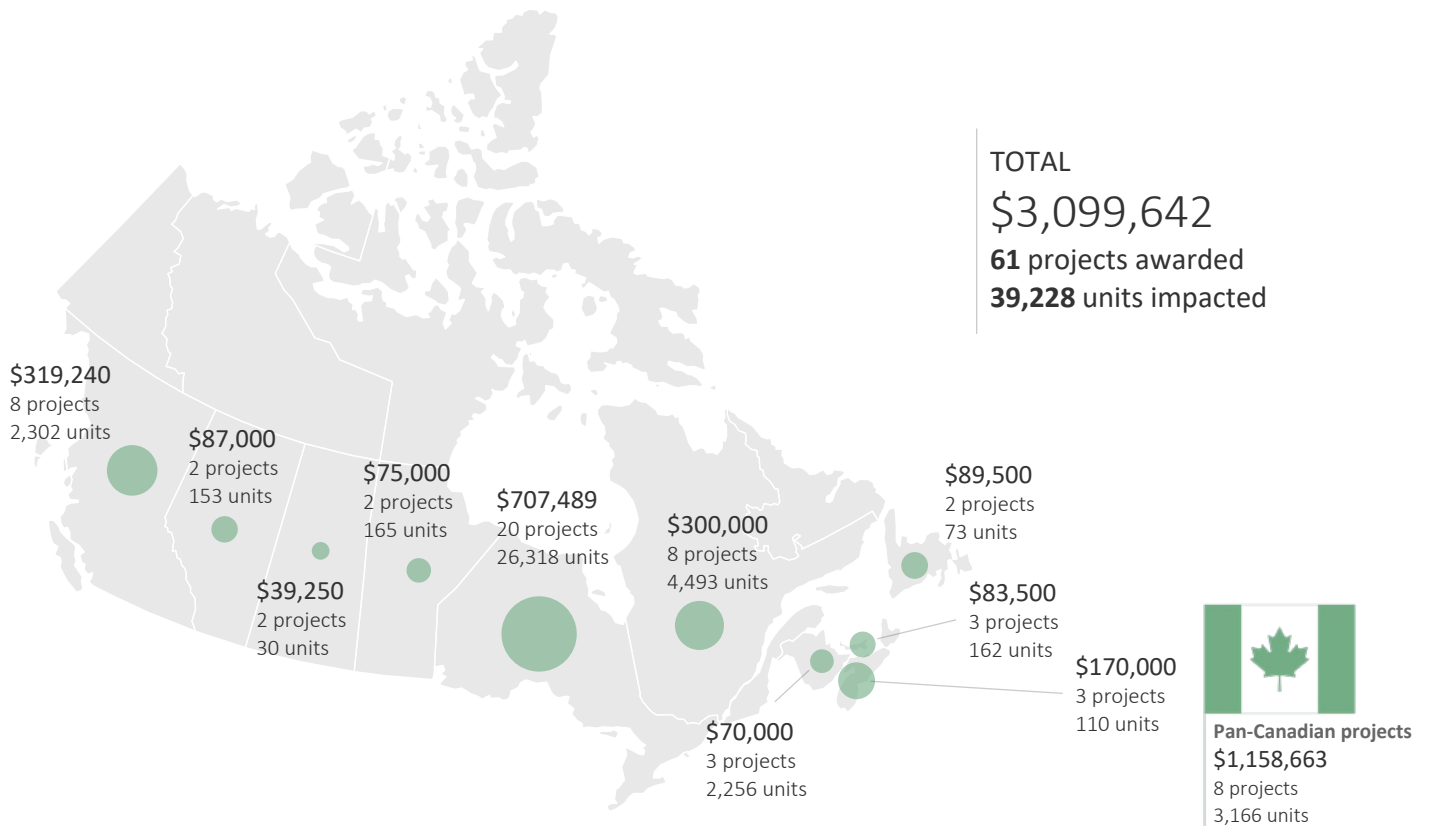 TOTAL
$3,099,642
61 projects awarded
39,228 units impacted
$319,240
8 projects
2,302 units
$87,000
2 projects
153 units
$39,250
2 projects
30 units
$75,000
2 projects
165 units
$707,489
20 projects
26,318 units
$300,000
8 projects
4,493 units
$89,500
2 projects
73 units
$83,500
3 projects
162 units
$170,000
3 projects
110 units
$70,000
3 projects
2,256 units
Pan-Canadian projects
$1,158,663
8 projects
3,166 units